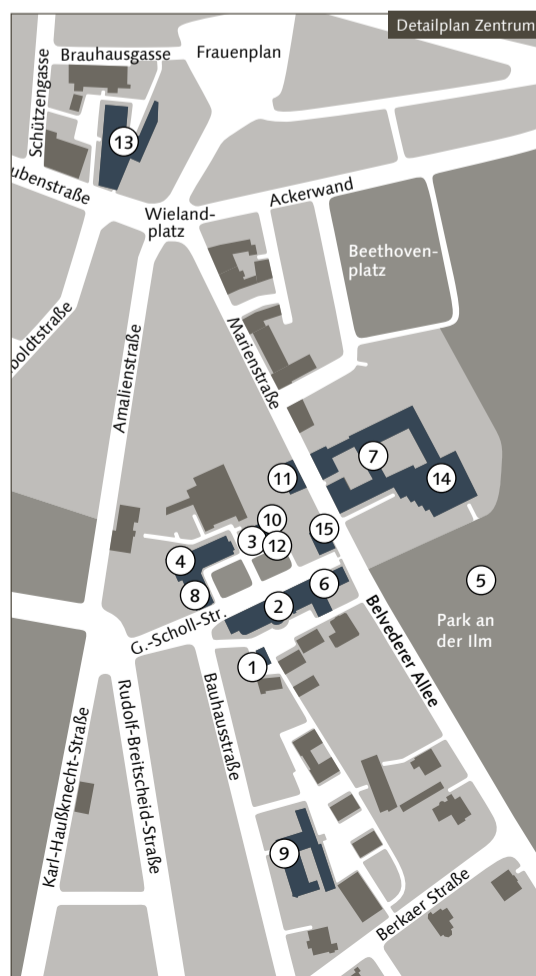 Detailplan Zentrum
Brauhausgasse
Frauenplan
Schützengasse
13
ubenstraße
Wieland-
platz
Ackerwand
Beethoven-
platz
boldtstraße
Amalienstraße
Marienstraße
7
11
14
10
3
12
15
4
8
6
2
5
Park an
der Ilm
G.-Scholl-Str.
1
Belvederer Allee
Bauhausstraße
Rudolf-Breitscheid-Straße
Karl-Haußknecht-Straße
9
Berkaer Straße